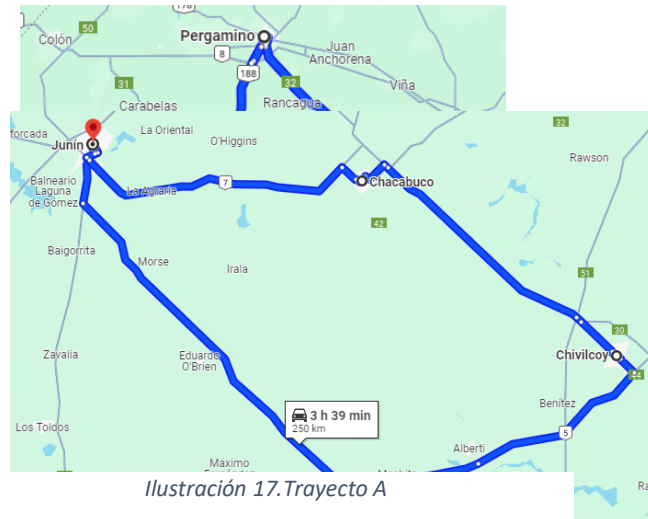 178
50
Colón
Pergamino
8
Juan
Anchorena
188
31
32
Viña
Carabelas
Rancagua
La Oriental
O'Higgins
32
Junín
Rawson
Balneario
Laguna
de Gómez
La Agraria
7
Chacabuco
42
Baigorrita
Morse
Irala
51
30
Zavalia
Eduardo
O'Brien
Chivilcoy
44
Benítez
3 h 39 min
250 km
Los Toldos
5
Alberti
Maximo
Ilustración 17.Trayecto A